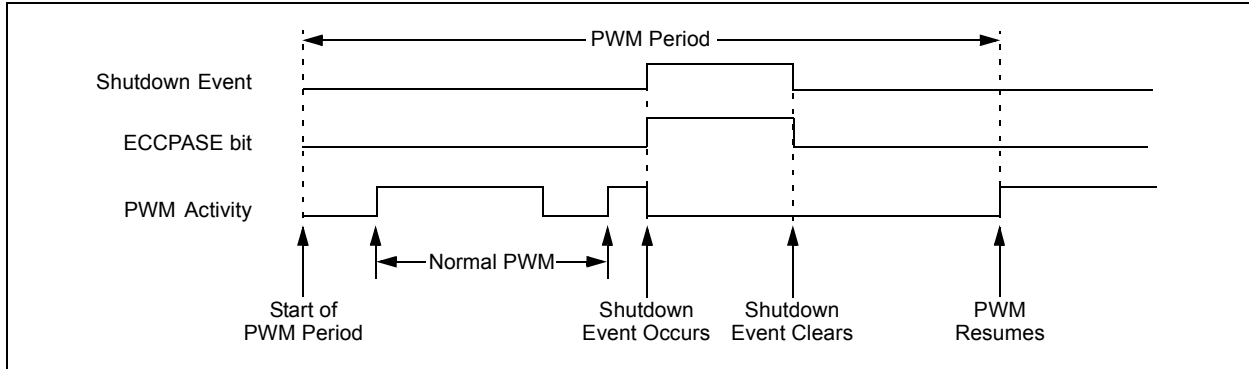 PWM Period
Shutdown Event
ECCPASE bit
PWM Activity
Normal PWM
Start of
PWM Period
Shutdown
Event Occurs
Shutdown
Event Clears
PWM
Resumes